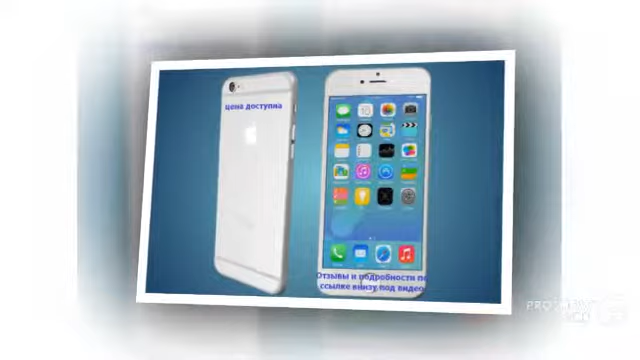 цена доступна
Отзывы и подробности по
ссылке внизу под видео